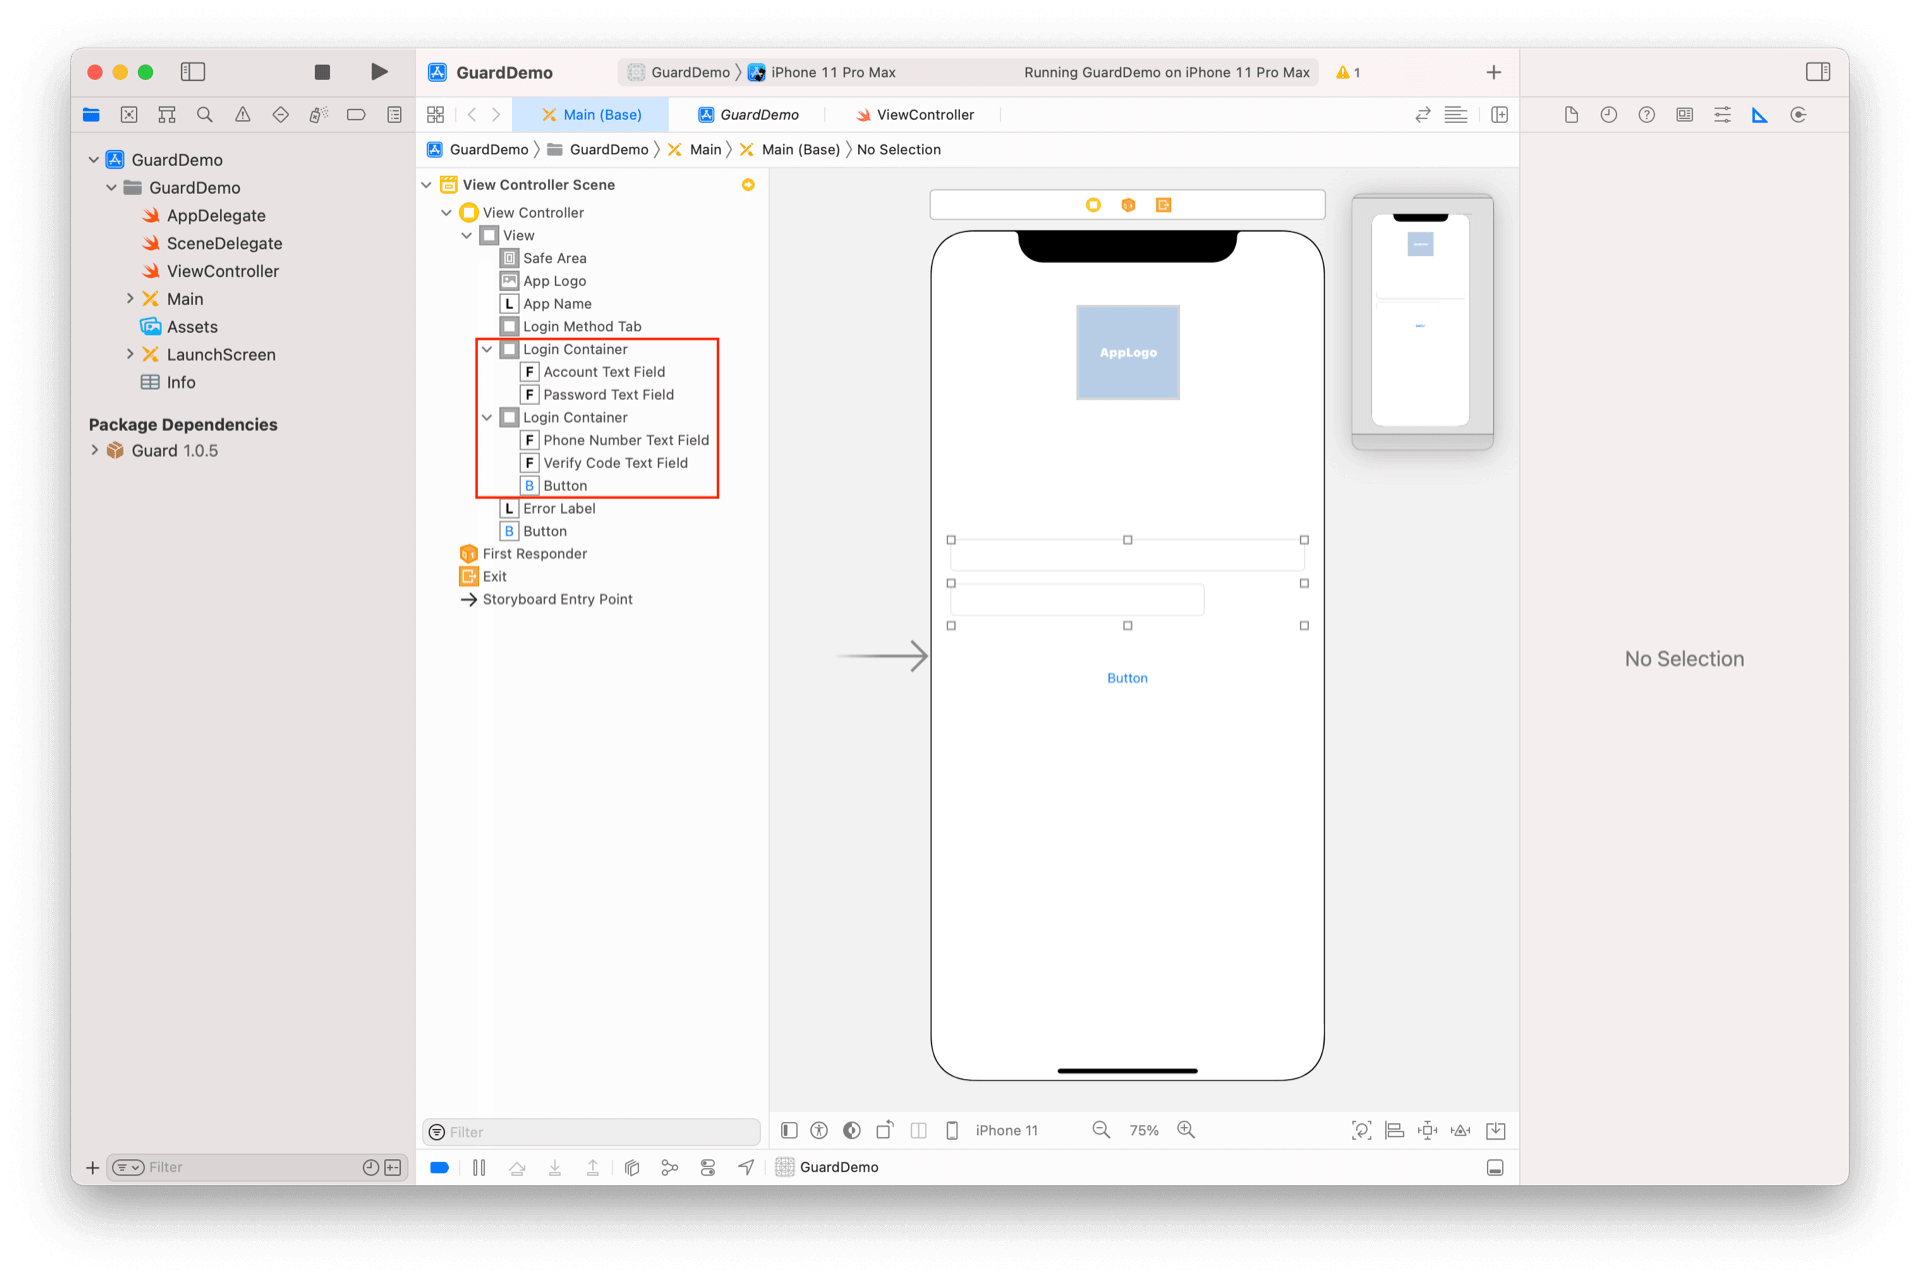 GuardDemo
GuardDemo
iPhone 11 Pro Max
Running GuardDemo on iPhone 11 Pro Max
1
Main (Base)
GuardDemo
ViewController
GuardDemo
GuardDemo
Main
Main (Base)
No Selection
GuardDemo
GuardDemo
AppDelegate
SceneDelegate
ViewController
Main
Assets
LaunchScreen
Info
Package Dependencies
Guard 1.0.5
View Controller Scene
View Controller
View
Safe Area
App Logo
L App Name
Login Method Tab
Login Container
F Account Text Field
F Password Text Field
Login Container
F Phone Number Text Field
F Verify Code Text Field
B Button
L Error Label
B Button
First Responder
Exit
Storyboard Entry Point
AppLogo
Button
No Selection
Filter
iPhone 11
75%
Filter
GuardDemo